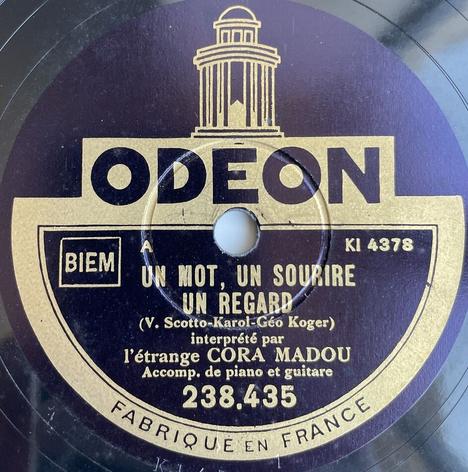 ODEON
BIEM
A
KI 4378
UN MOT, UN SOURIRE
UN REGARD
(V. Scotto-Karol-Géo Koger)
interprété par
l'étrange CORA MADOU
Accomp. de piano et guitare
238.435
FABRIQUÉ EN FRANCE